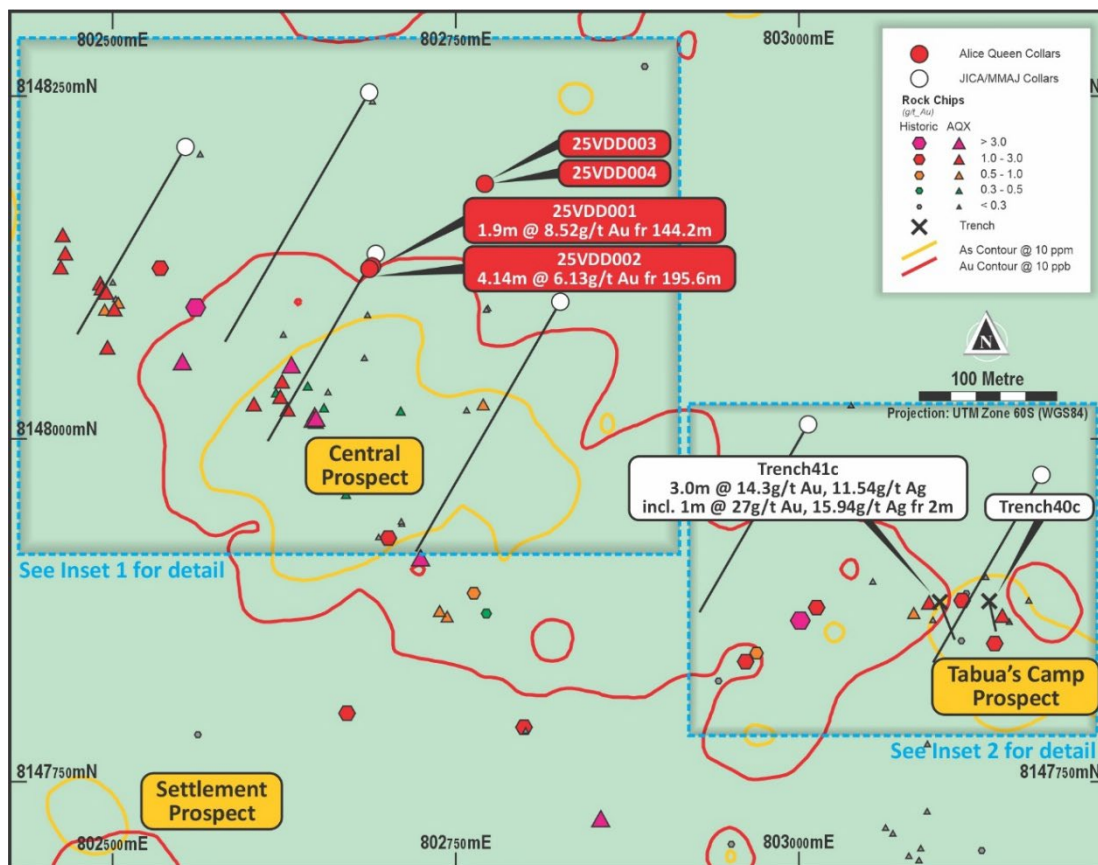 802500mE
802750mE
803000mE
8148250mN
Alice Queen Collars
JICA/MMAJ Collars
Rock Chips
(g/t_Au)
Historic AQX
> 3.0
1.0 - 3.0
0.5 - 1.0
0.3 - 0.5
< 0.3
Trench
As Contour @ 10 ppm
Au Contour @ 10 ppb
25VDD003
25VDD004
25VDD001
1.9m @ 8.52g/t Au fr 144.2m
25VDD002
4.14m @ 6.13g/t Au fr 195.6m
N
100 Metre
Projection: UTM Zone 60S (WGS84)
8148000mN
Central
Prospect
Trench41c
3.0m @ 14.3g/t Au, 11.54g/t Ag
incl. 1m @ 27g/t Au, 15.94g/t Ag fr 2m
Trench40c
See Inset 1 for detail
Tabua's Camp
Prospect
See Inset 2 for detail
8147750mN
8147750mN
Settlement
Prospect
802500mE
802750mE
803000mE